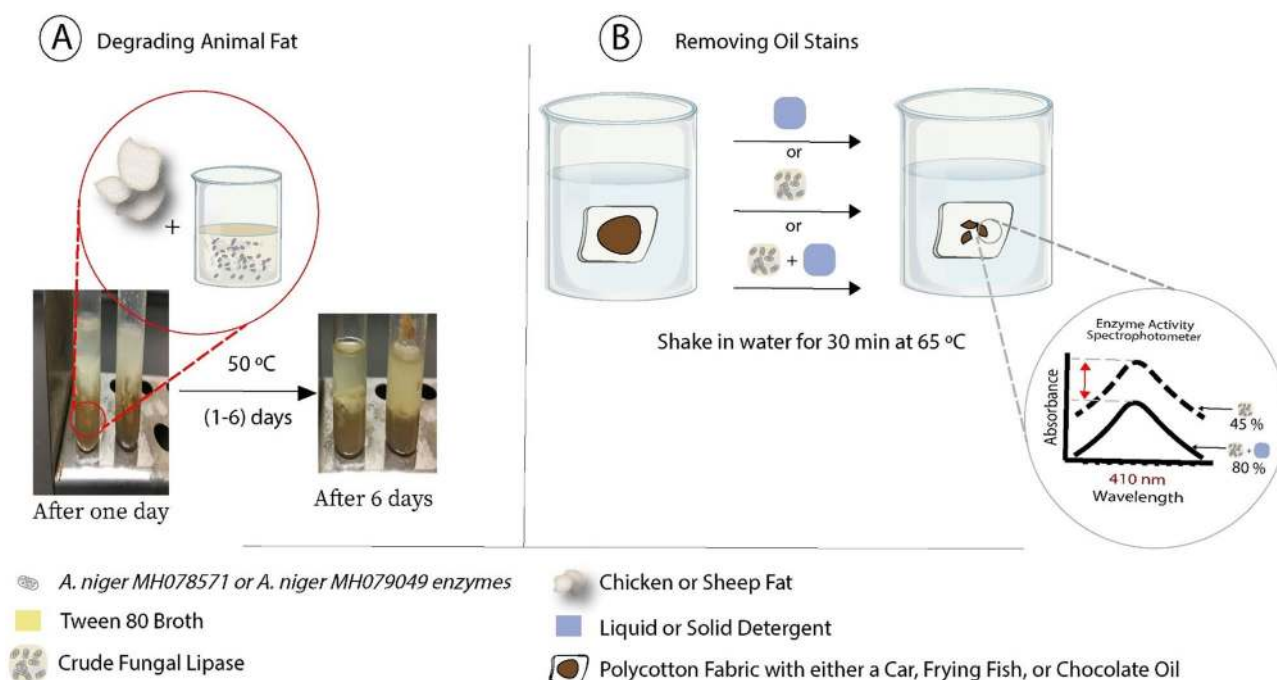 A Degrading Animal Fat
+
50 ºC
(1-6) days
After one day
After 6 days
B Removing Oil Stains
or
or
+
Shake in water for 30 min at 65 ºC
Enzyme Activity
Spectrophotometer
Absorbance
45 %
+
80 %
410 nm
Wavelength
A. niger MH078571 or A. niger MH079049 enzymes
Tween 80 Broth
Crude Fungal Lipase
Chicken or Sheep Fat
Liquid or Solid Detergent
Polycotton Fabric with either a Car, Frying Fish, or Chocolate Oil